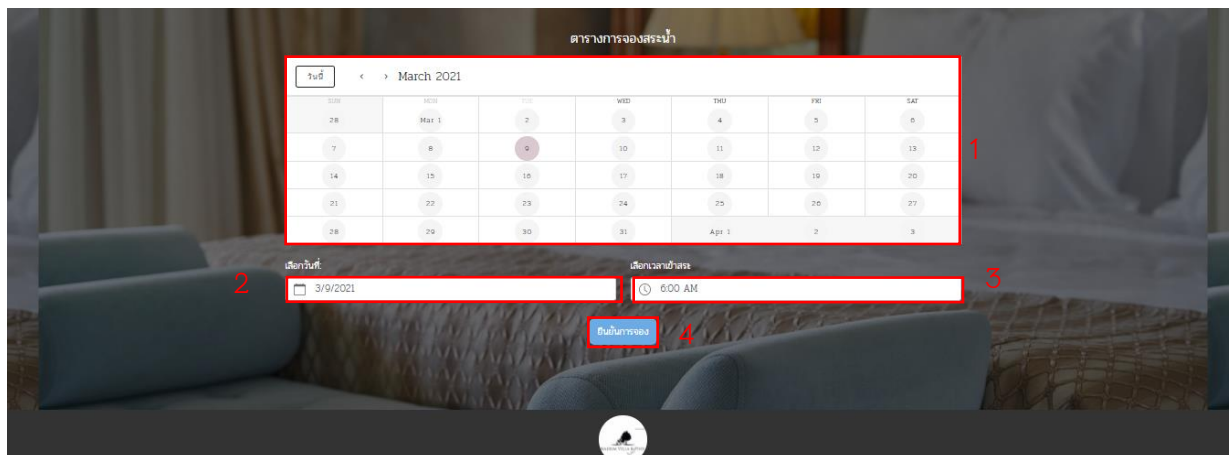 ตารางการจองสระน้ำ
วันนี้ ‹ › March 2021
SUN MON TUE WED THU FRI SAT
28 Mar 1 2 3 4 5 6
7 8 9 10 11 12 13
14 15 16 17 18 19 20
21 22 23 24 25 26 27
28 29 30 31 Apr 1 2 3
1
เลือกวันที่: เลือกเวลาเข้าสระ
2 3/9/2021 6:00 AM 3
ยืนยันการจอง 4